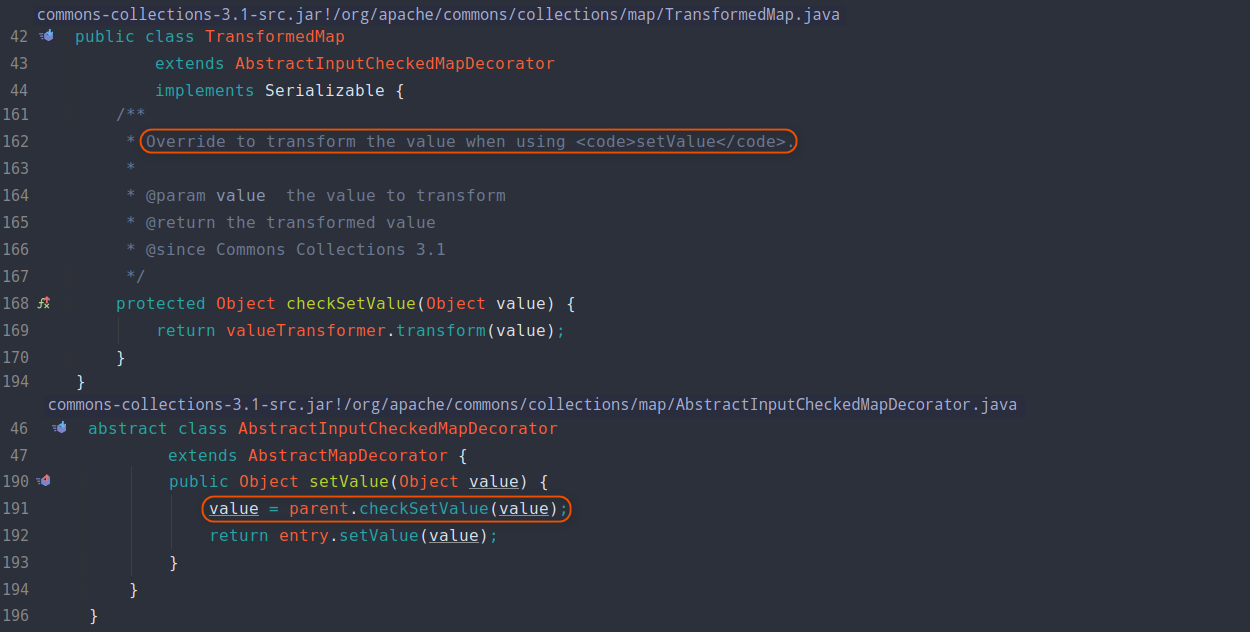 commons-collections-3.1-src.jar!/org/apache/commons/collections/map/TransformedMap.java
42 public class TransformedMap
43 extends AbstractInputCheckedMapDecorator
44 implements Serializable {
161 /**
162 * Override to transform the value when using <code>setValue</code>.
163 *
164 * @param value  the value to transform
165 * @return the transformed value
166 * @since Commons Collections 3.1
167 */
168 protected Object checkSetValue(Object value) {
169 return valueTransformer.transform(value);
170 }
194 }
commons-collections-3.1-src.jar!/org/apache/commons/collections/map/AbstractInputCheckedMapDecorator.java
46 abstract class AbstractInputCheckedMapDecorator
47 extends AbstractMapDecorator {
190 public Object setValue(Object value) {
191 value = parent.checkSetValue(value);
192 return entry.setValue(value);
193 }
194 }
196 }